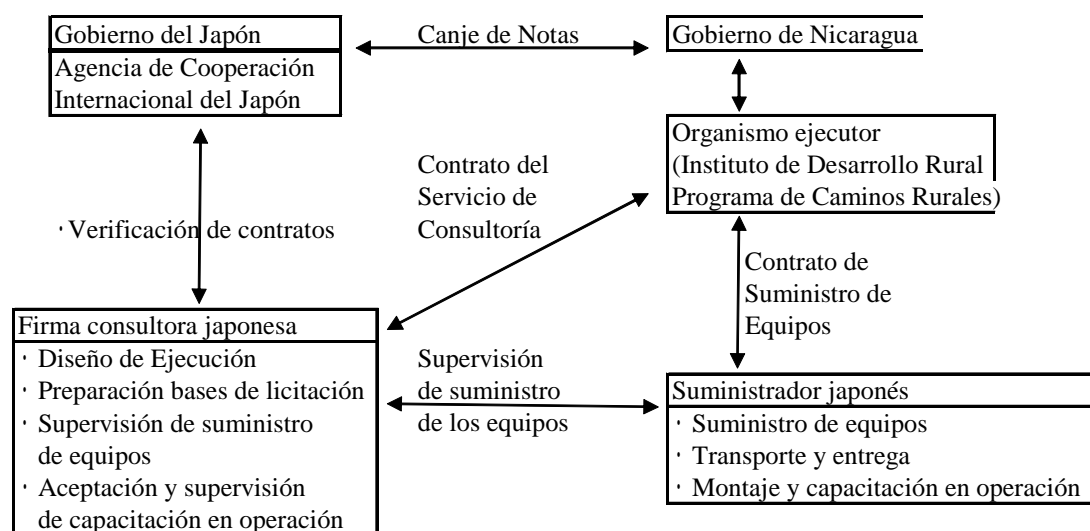 Gobierno del Japón
Agencia de Cooperación
Internacional del Japón
Canje de Notas
Gobierno de Nicaragua
Organismo ejecutor
(Instituto de Desarrollo Rural
Programa de Caminos Rurales)
Contrato del
Servicio de
Consultoría
·Verificación de contratos
Contrato de
Suministro de
Equipos
Firma consultora japonesa
· Diseño de Ejecución
· Preparación bases de licitación
· Supervisión de suministro
de equipos
· Aceptación y supervisión
de capacitación en operación
Supervisión
de suministro
de los equipos
Suministrador japonés
· Suministro de equipos
· Transporte y entrega
· Montaje y capacitación en operación